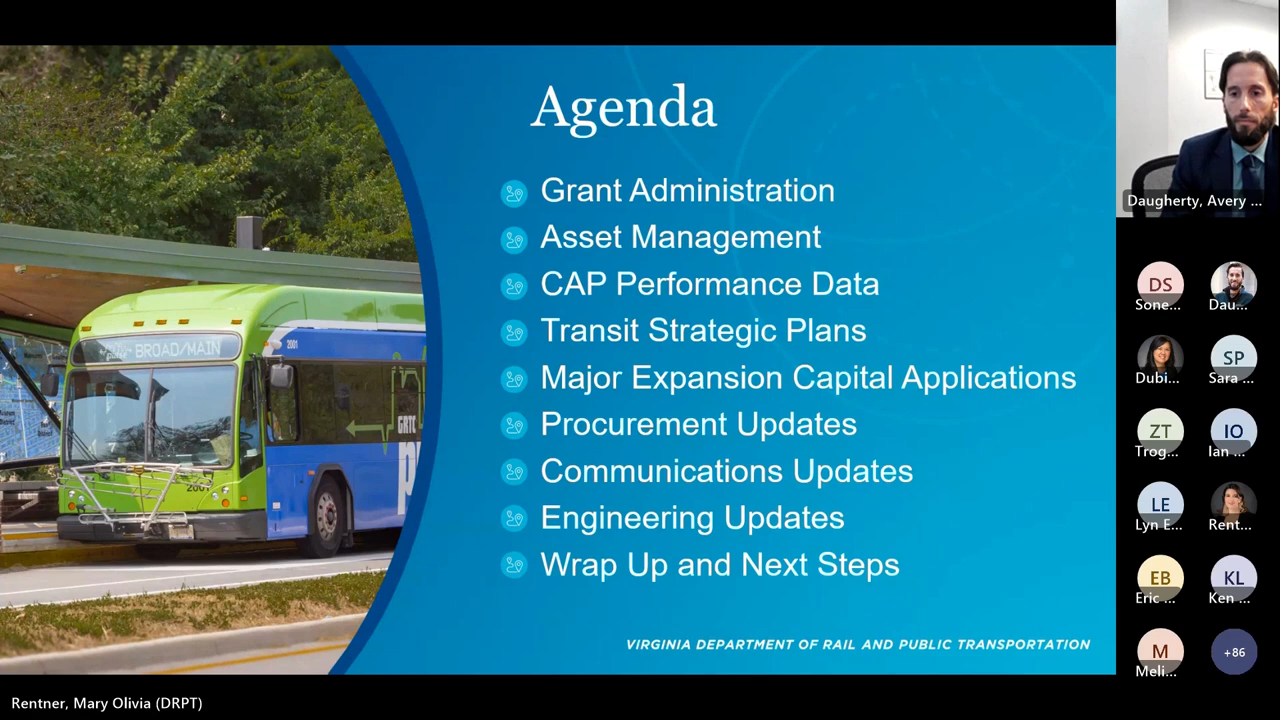 Agenda
Grant Administration
Asset Management
CAP Performance Data
Transit Strategic Plans
Major Expansion Capital Applications
Procurement Updates
Communications Updates
Engineering Updates
Wrap Up and Next Steps
VIRGINIA DEPARTMENT OF RAIL AND PUBLIC TRANSPORTATION
BROAD/MAIN
2001
2001
GRTC
Daugherty, Avery ...
DS
Sone...
Dau...
Dubi...
SP
Sara ...
ZT
Trog...
IO
Ian ...
LE
Lyn E...
Rent...
EB
Eric ...
KL
Ken ...
M
Meli...
+86
Rentner, Mary Olivia (DRPT)